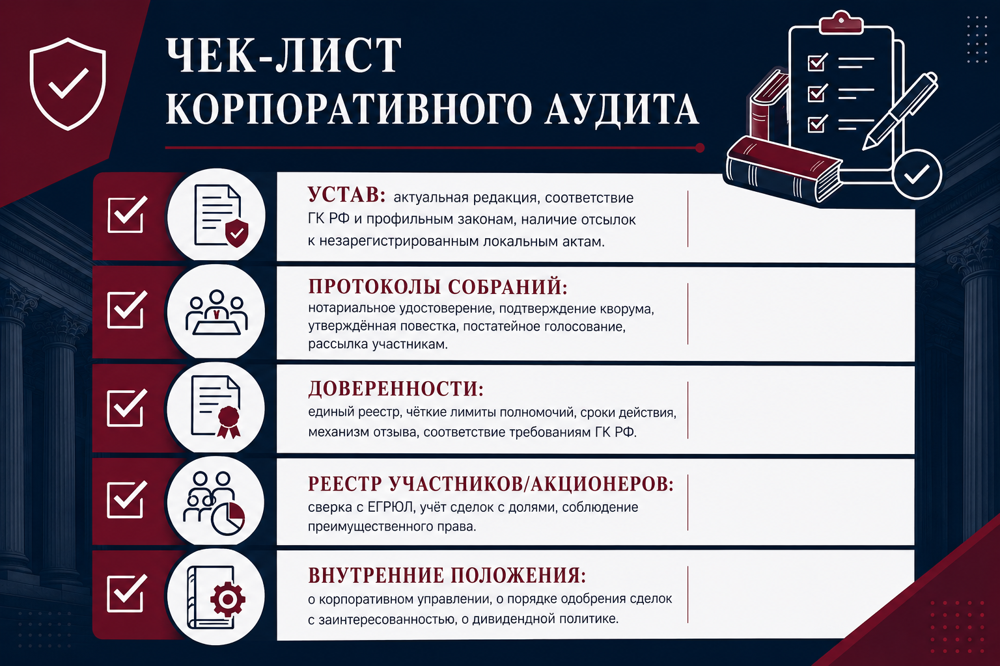 ЧЕК-ЛИСТ
КОРПОРАТИВНОГО АУДИТА
УСТАВ: актуальная редакция, соответствие
ГК РФ и профильным законам, наличие отсылок
к незарегистрированным локальным актам.
ПРОТОКОЛЫ СОБРАНИЙ:
нотариальное удостоверение, подтверждение кворума,
утверждённая повестка, постатейное голосование,
рассылка участникам.
ДОВЕРЕННОСТИ:
единый реестр, чёткие лимиты полномочий, сроки действия,
механизм отзыва, соответствие требованиям ГК РФ.
РЕЕСТР УЧАСТНИКОВ/АКЦИОНЕРОВ:
сверка с ЕГРЮЛ, учёт сделок с долями, соблюдение
преимущественного права.
ВНУТРЕННИЕ ПОЛОЖЕНИЯ:
о корпоративном управлении, о порядке одобрения сделок
с заинтересованностью, о дивидендной политике.